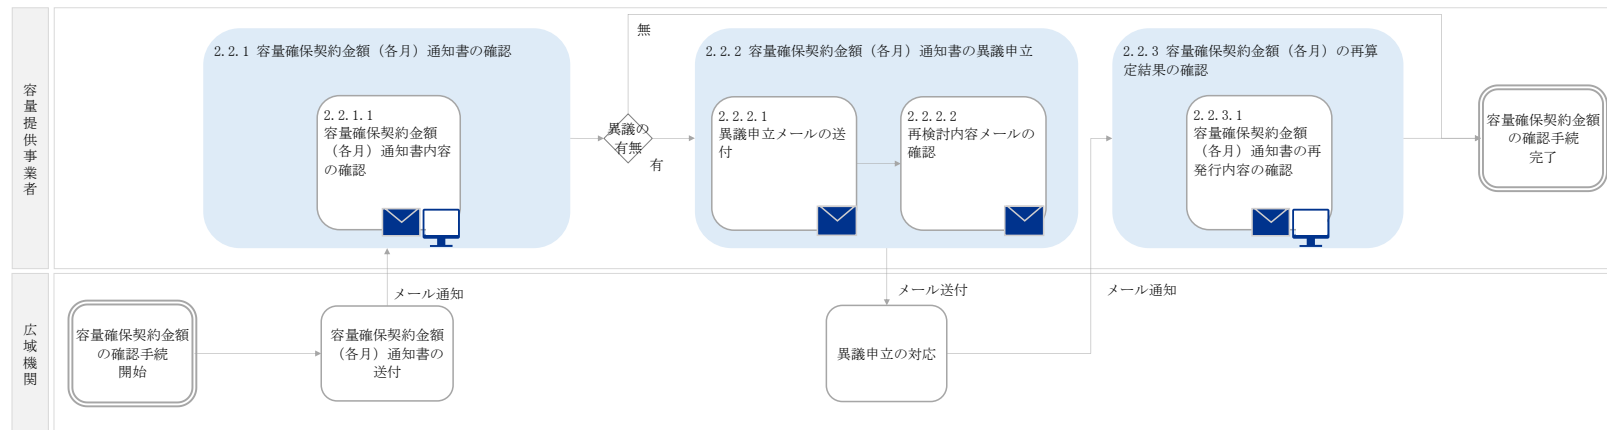 容量提供事業者
2.2.1 容量確保契約金額（各月）通知書の確認
2.2.1.1
容量確保契約金額
（各月）通知書内容
の確認
異議の
有無
無
有
2.2.2 容量確保契約金額（各月）通知書の異議申立
2.2.2.1
異議申立メールの送
付
2.2.2.2
再検討内容メールの
確認
2.2.3 容量確保契約金額（各月）の再算
定結果の確認
2.2.3.1
容量確保契約金額
（各月）通知書の再
発行内容の確認
容量確保契約金額
の確認手続
完了
広域機関
容量確保契約金額
の確認手続
開始
メール通知
容量確保契約金額
（各月）通知書の
送付
メール送付
異議申立の対応
メール通知